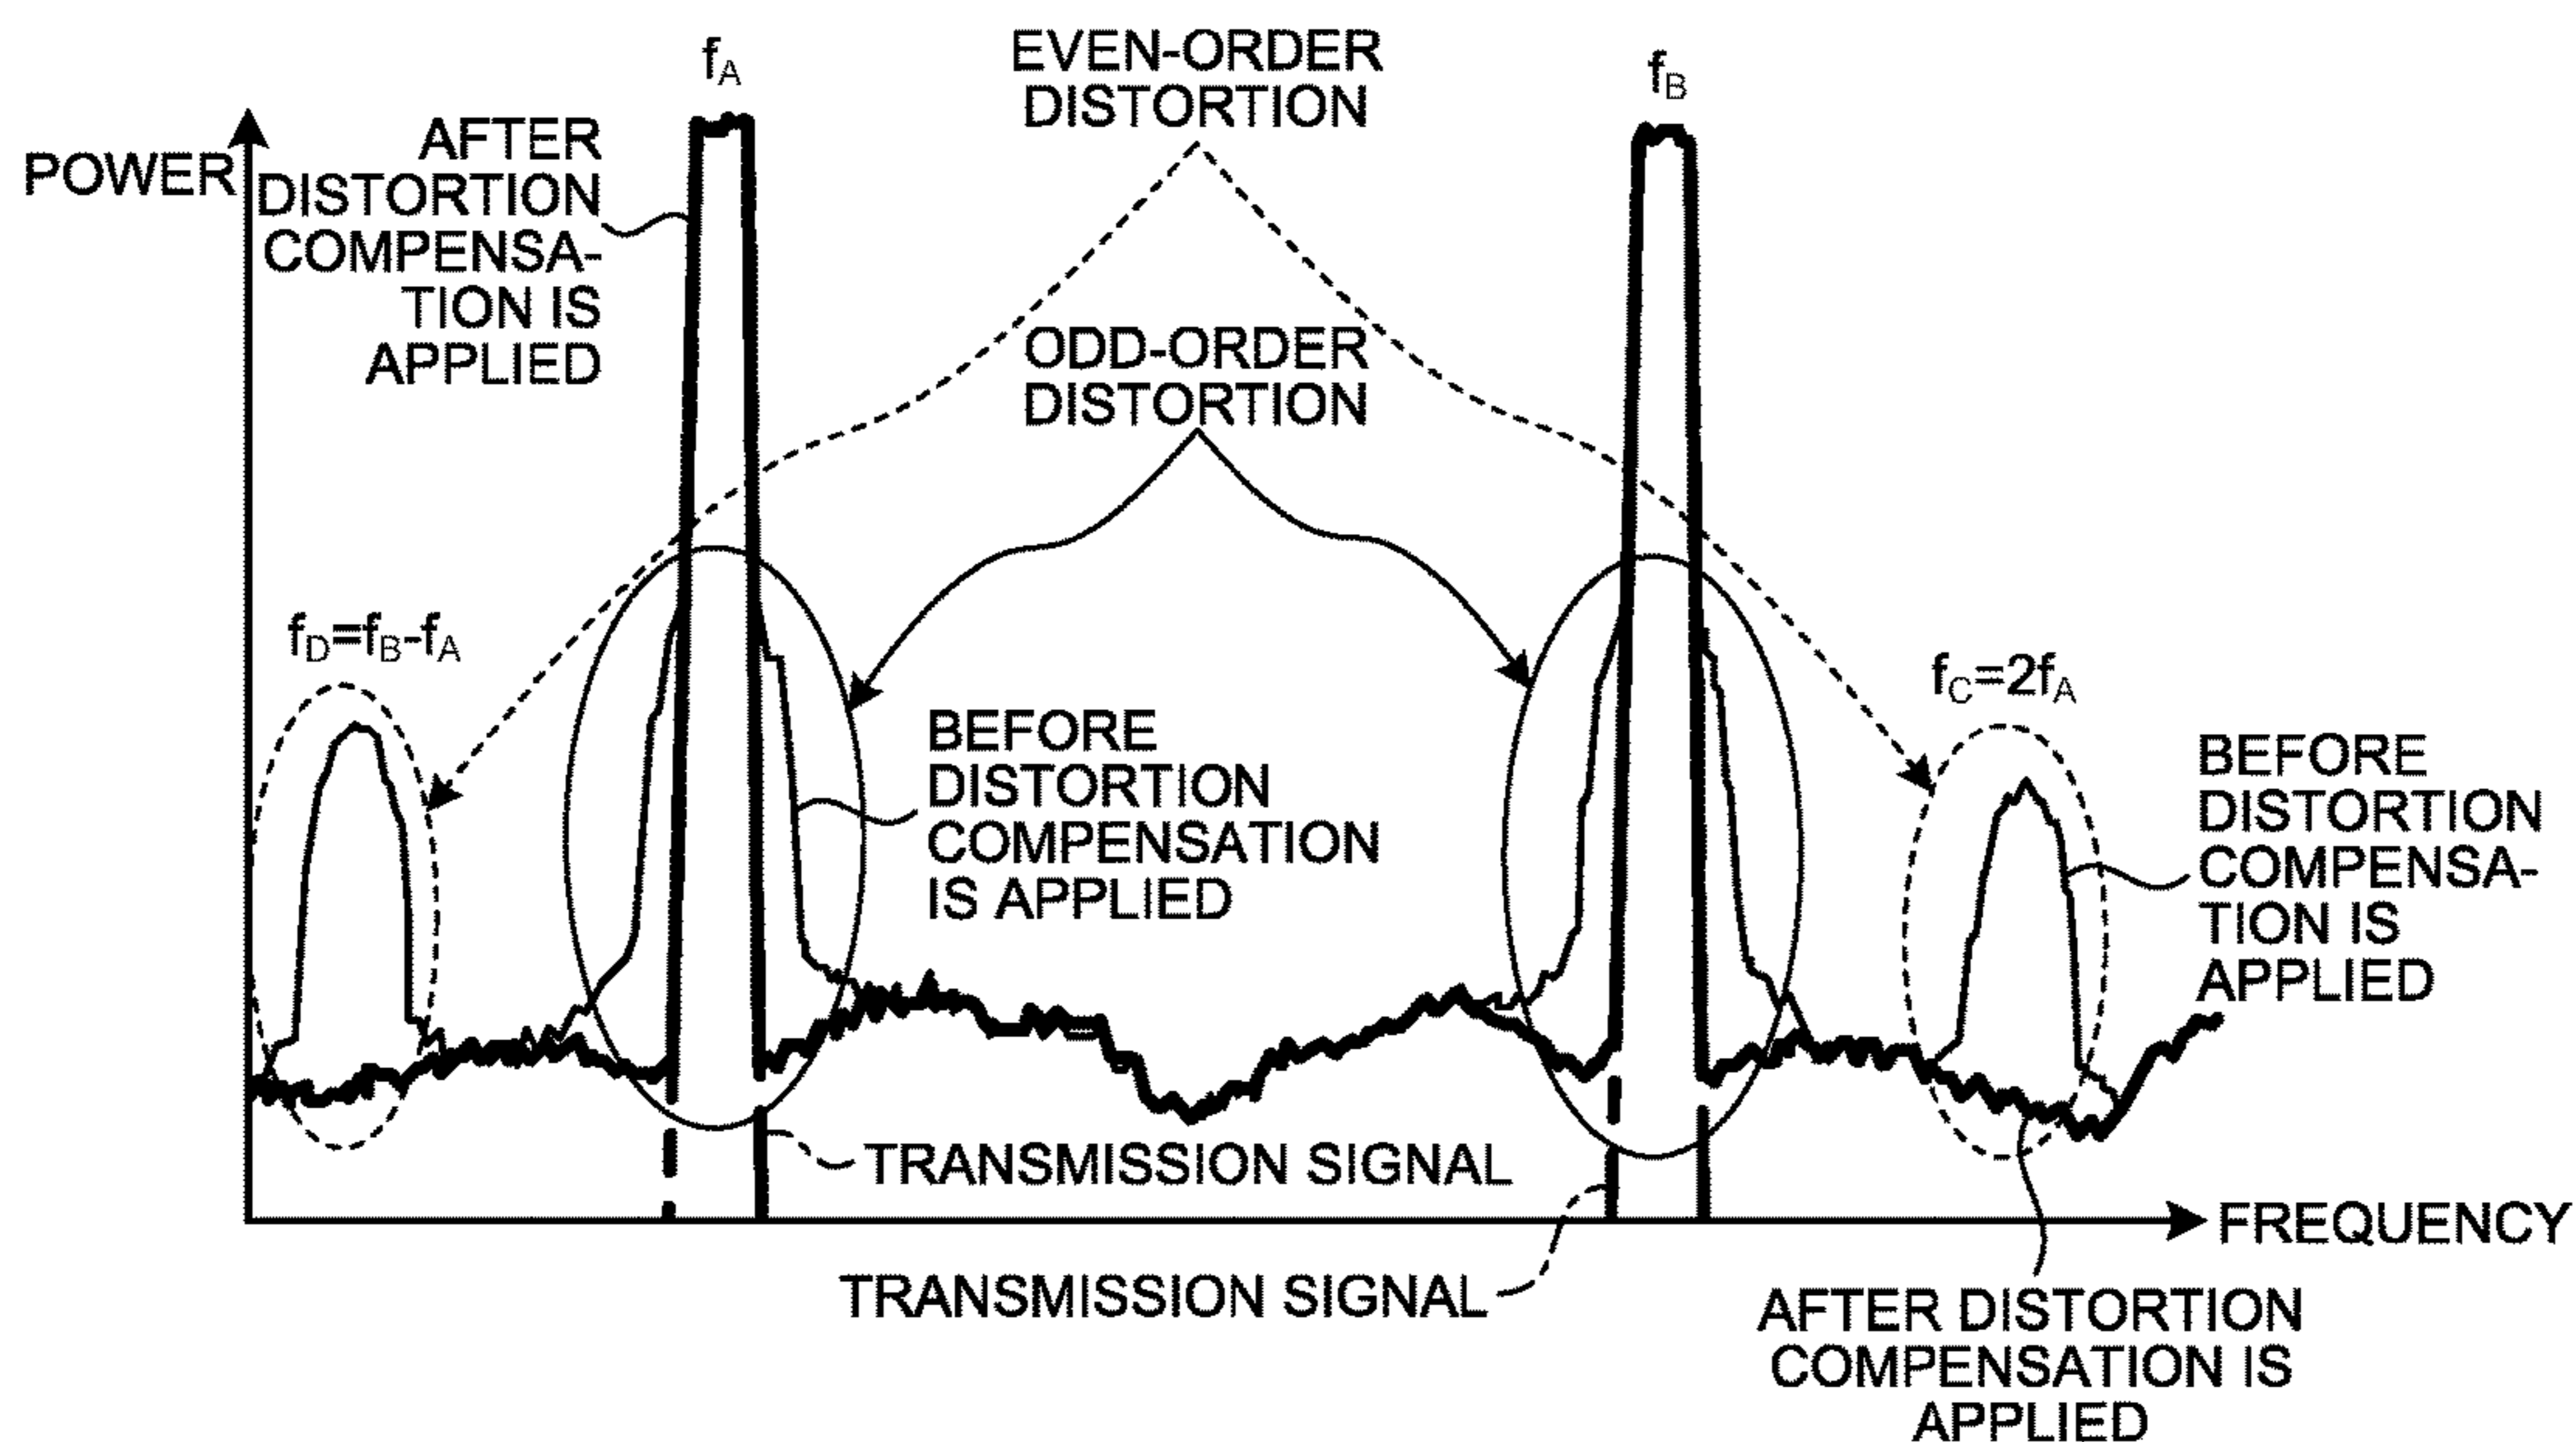 fA
EVEN-ORDER
DISTORTION
fB
POWER
AFTER
DISTORTION
COMPENSA-
TION IS
APPLIED
ODD-ORDER
DISTORTION
fD=fB-fA
fC=2fA
BEFORE
DISTORTION
COMPENSATION
IS APPLIED
BEFORE
DISTORTION
COMPENSA-
TION IS
APPLIED
TRANSMISSION SIGNAL
FREQUENCY
TRANSMISSION SIGNAL
AFTER DISTORTION
COMPENSATION IS
APPLIED